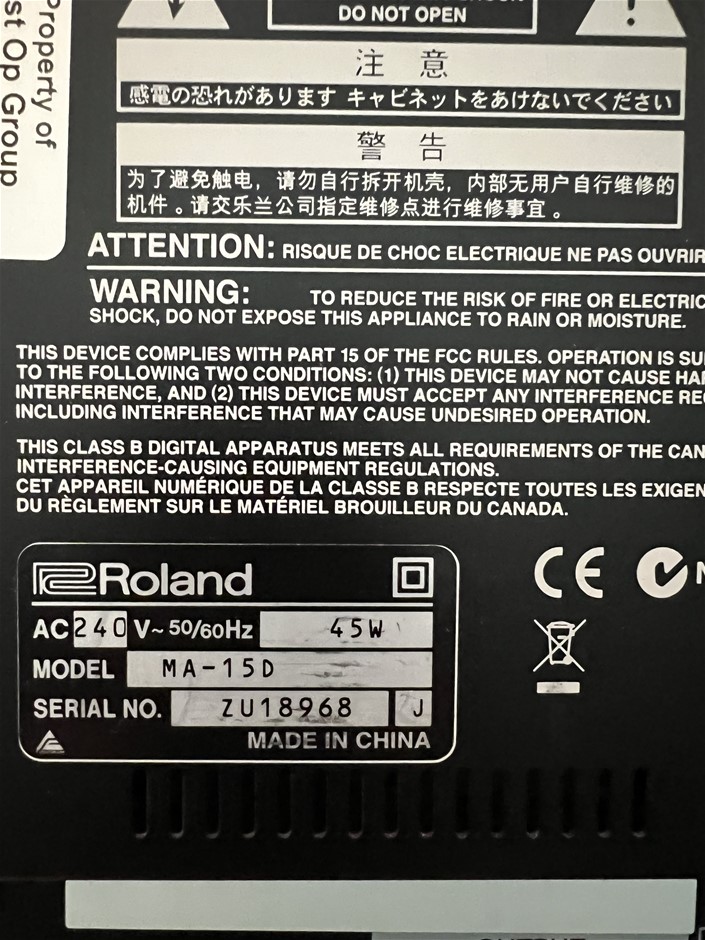 Property of
st Op Group
DO NOT OPEN
注 意
感電の恐れがあります キャビネットをあけないでください
警 告
为了避免触电，请勿自行拆开机壳，内部无用户自行维修的
机件。请交乐兰公司指定维修点进行维修事宜。
ATTENTION: RISQUE DE CHOC ELECTRIQUE NE PAS OUVRIR
WARNING: TO REDUCE THE RISK OF FIRE OR ELECTRIC
SHOCK, DO NOT EXPOSE THIS APPLIANCE TO RAIN OR MOISTURE.
THIS DEVICE COMPLIES WITH PART 15 OF THE FCC RULES. OPERATION IS SU
TO THE FOLLOWING TWO CONDITIONS: (1) THIS DEVICE MAY NOT CAUSE HA
INTERFERENCE, AND (2) THIS DEVICE MUST ACCEPT ANY INTERFERENCE RE
INCLUDING INTERFERENCE THAT MAY CAUSE UNDESIRED OPERATION.
THIS CLASS B DIGITAL APPARATUS MEETS ALL REQUIREMENTS OF THE CAN
INTERFERENCE-CAUSING EQUIPMENT REGULATIONS.
CET APPAREIL NUMÉRIQUE DE LA CLASSE B RESPECTE TOUTES LES EXIGEN
DU RÈGLEMENT SUR LE MATÉRIEL BROUILLEUR DU CANADA.
Roland
CE
AC 240 V~ 50/60Hz 45W
MODEL MA-15D
SERIAL NO. ZU18968 J
MADE IN CHINA